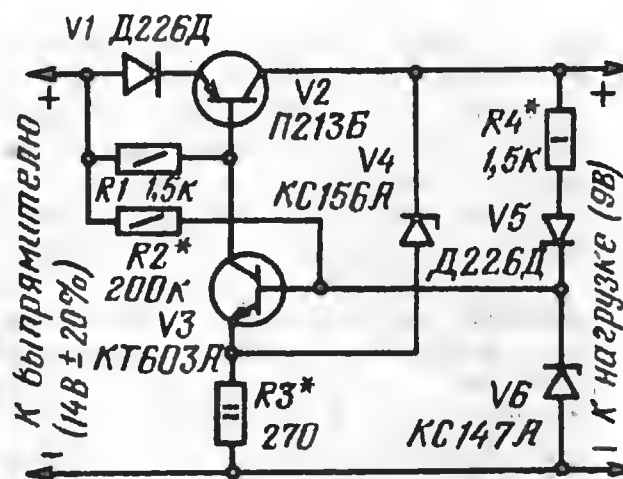 V1 Д226Д
+
V2
П213Б
+
R4*
1,5К
V4
КС156А
R1 1,5К
R2*
200К
V5
Д226Д
V3
КТ603А
R3*
270
V6
КС147А
К выпрямителю
(14В ± 20%)
К нагрузке (9В)
–
–